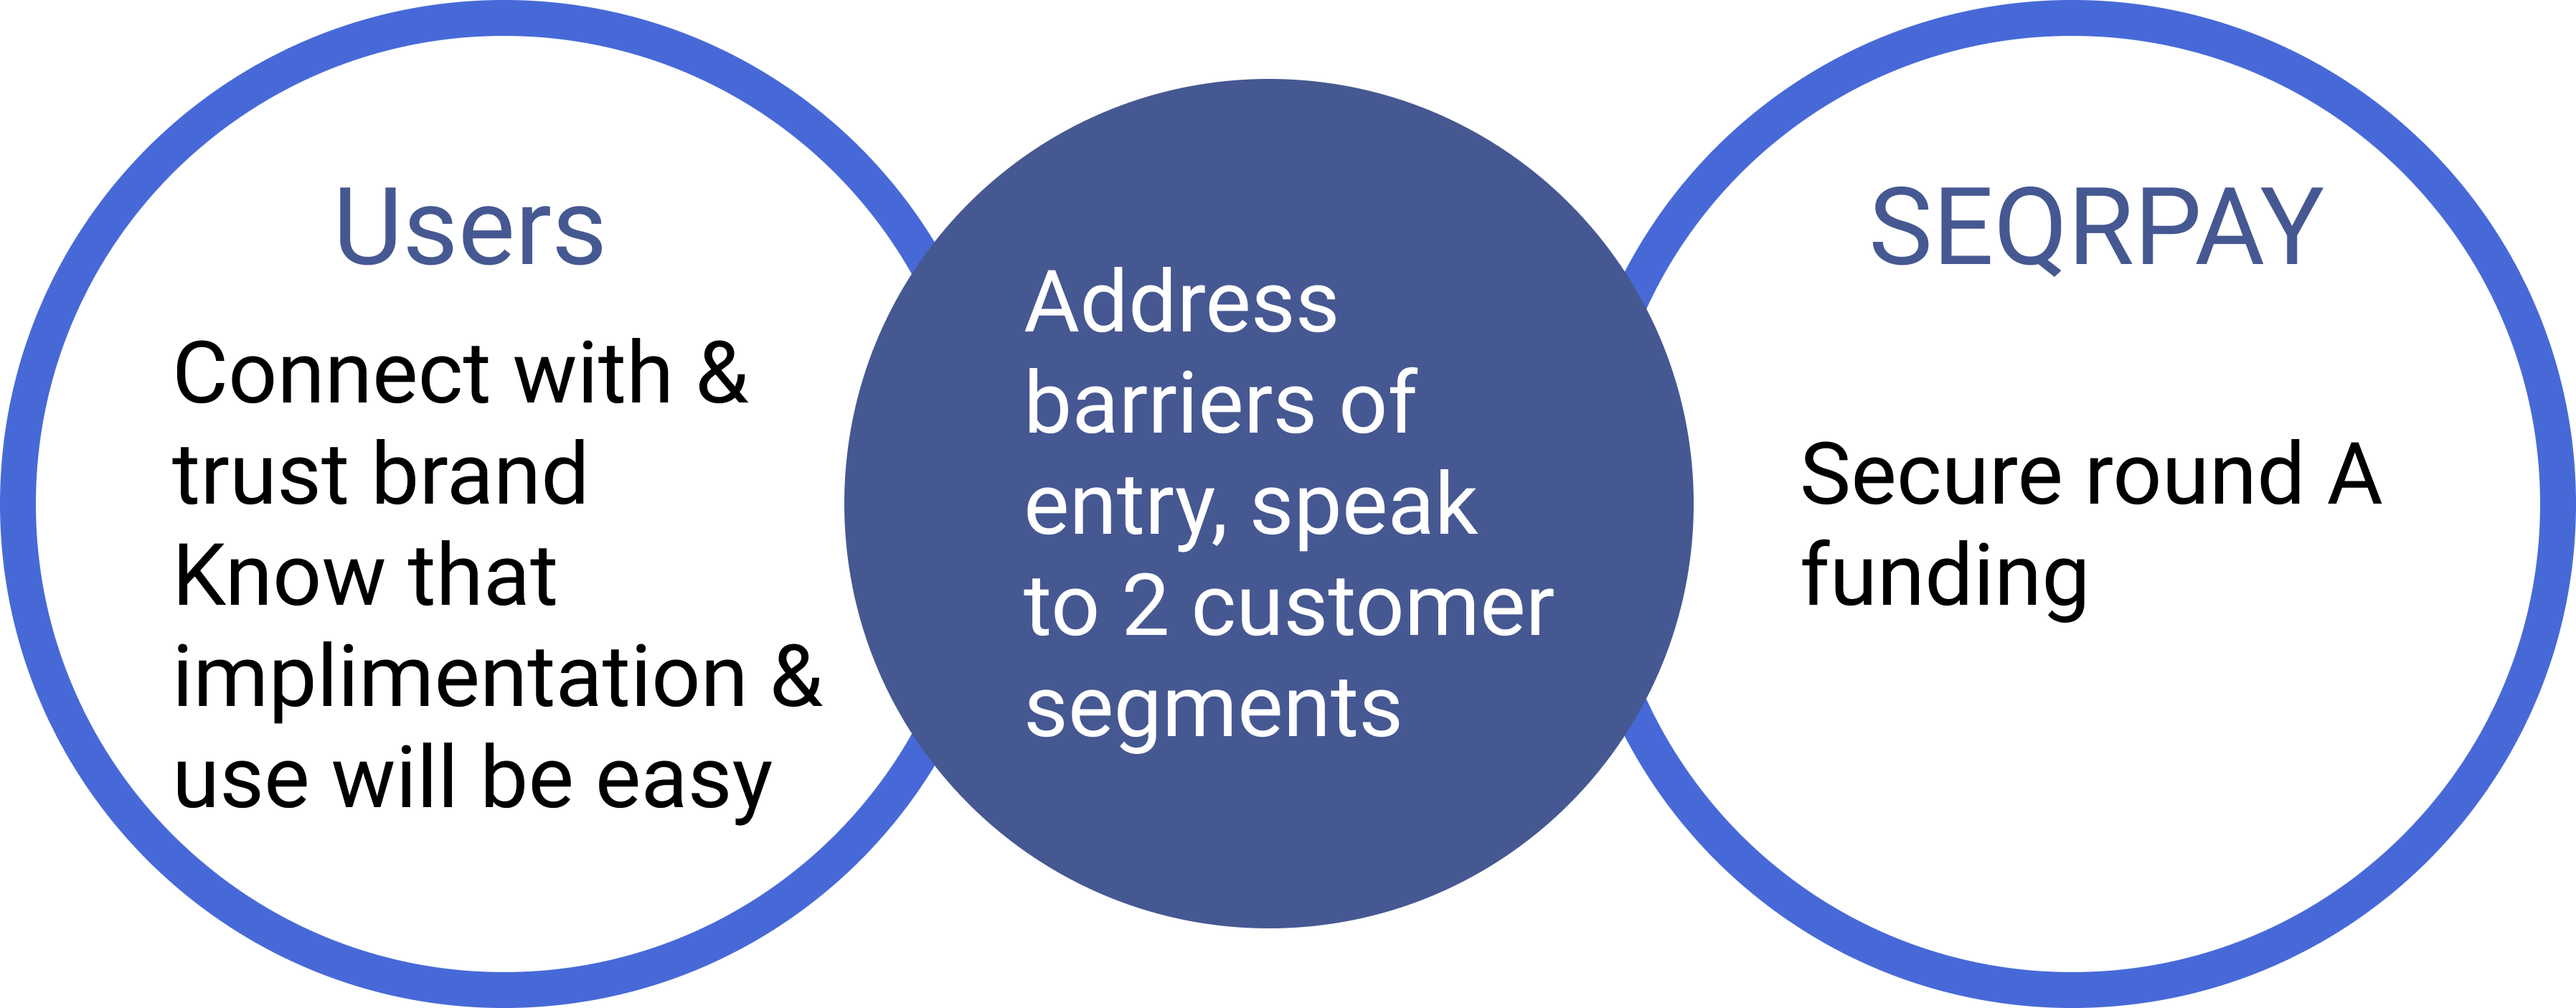 Users
Connect with &
trust brand
Know that
implimentation &
use will be easy
Address
barriers of
entry, speak
to 2 customer
segments
SEQRPAY
Secure round A
funding